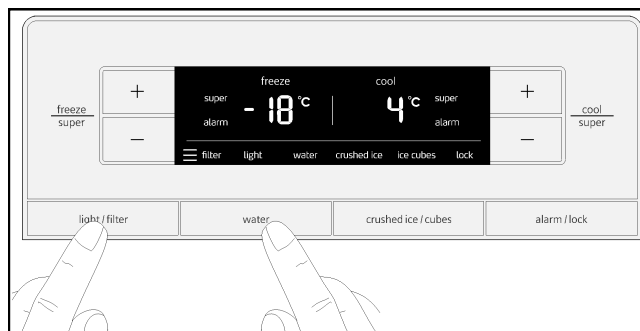 freeze cool
super - 18 °C 4 °C super
alarm alarm
filter light water crushed ice ice cubes lock
+
−
freeze
super
+
−
cool
super
light / filter water crushed ice / cubes alarm / lock